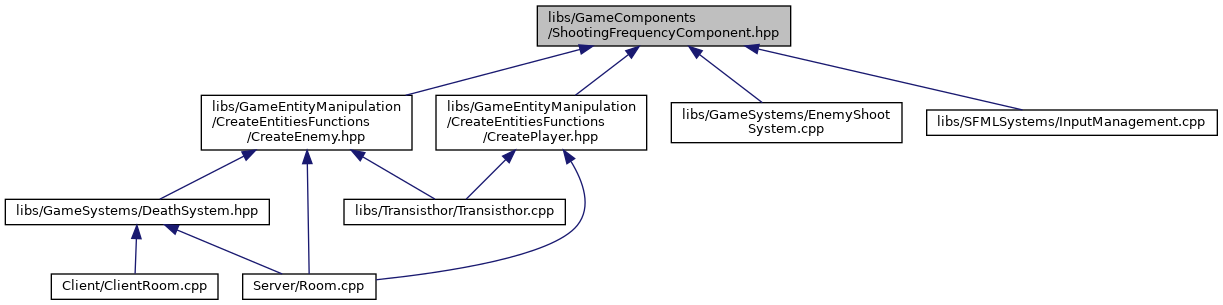 libs/GameComponents
/ShootingFrequencyComponent.hpp
libs/GameEntityManipulation
/CreateEntitiesFunctions
/CreateEnemy.hpp
libs/GameEntityManipulation
/CreateEntitiesFunctions
/CreatePlayer.hpp
libs/GameSystems/EnemyShoot
System.cpp
libs/SFMLSystems/InputManagement.cpp
libs/GameSystems/DeathSystem.hpp
libs/Transisthor/Transisthor.cpp
Client/ClientRoom.cpp
Server/Room.cpp